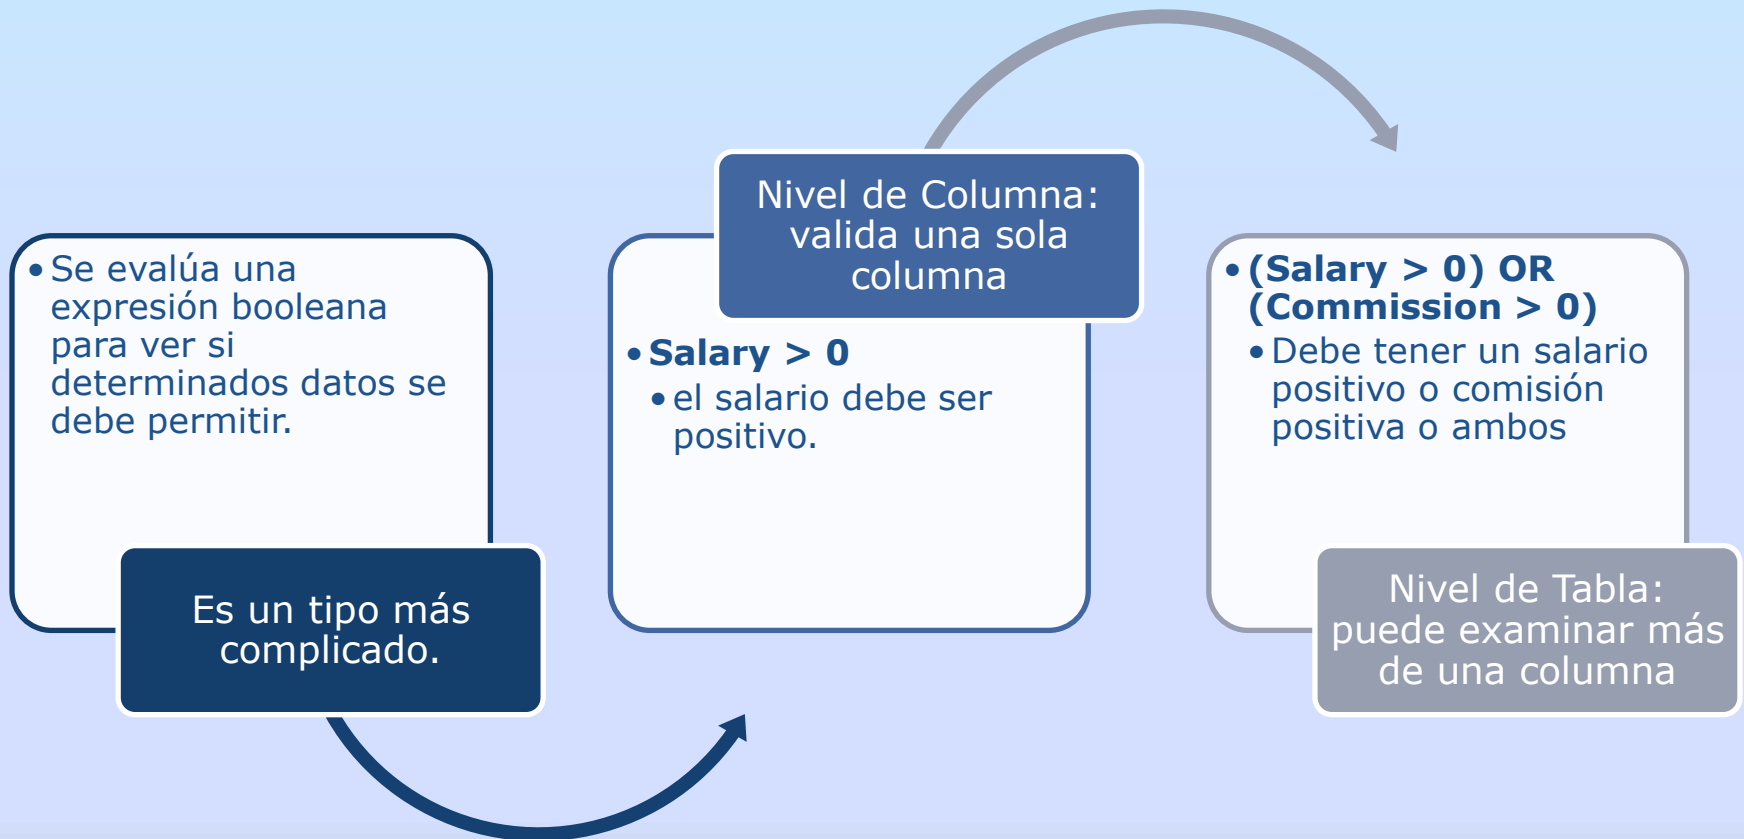 • Se evalúa una
expresión booleana
para ver si
determinados datos se
debe permitir.
Es un tipo más
complicado.
Nivel de Columna:
valida una sola
columna
• Salary > 0
• el salario debe ser
positivo.
• (Salary > 0) OR
(Commission > 0)
• Debe tener un salario
positivo o comisión
positiva o ambos
Nivel de Tabla:
puede examinar más
de una columna